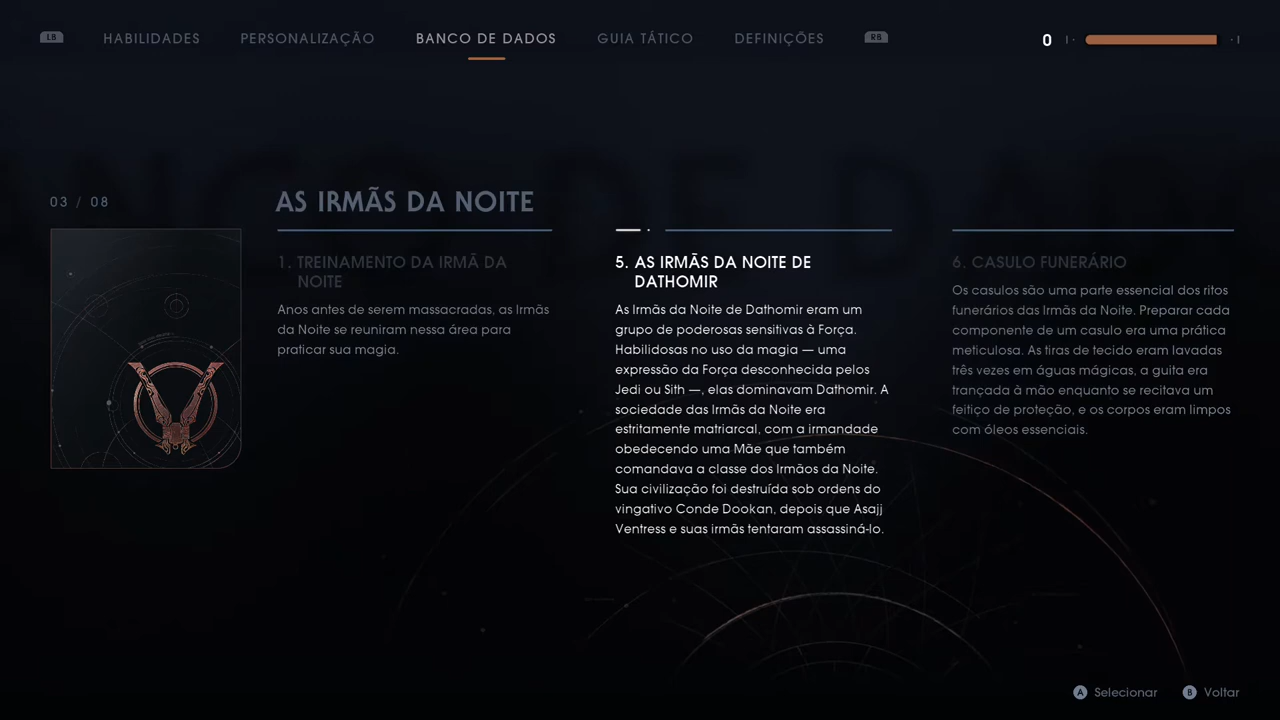 LB
HABILIDADES
PERSONALIZAÇÃO
BANCO DE DADOS
GUIA TÁTICO
DEFINIÇÕES
RB
0
03 / 08
AS IRMÃS DA NOITE
1. TREINAMENTO DA IRMÃ DA
NOITE
Anos antes de serem massacradas, as Irmãs
da Noite se reuniram nessa área para
praticar sua magia.
5. AS IRMÃS DA NOITE DE
DATHOMIR
As Irmãs da Noite de Dathomir eram um
grupo de poderosas sensitivas à Força.
Habilidosas no uso da magia — uma
expressão da Força desconhecida pelos
Jedi ou Sith —, elas dominavam Dathomir. A
sociedade das Irmãs da Noite era
estritamente matriarcal, com a irmandade
obedecendo uma Mãe que também
comandava a classe dos Irmãos da Noite.
Sua civilização foi destruída sob ordens do
vingativo Conde Dookan, depois que Asajj
Ventress e suas irmãs tentaram assassiná-lo.
6. CASULO FUNERÁRIO
Os casulos são uma parte essencial dos ritos
funerários das Irmãs da Noite. Preparar cada
componente de um casulo era uma prática
meticulosa. As tiras de tecido eram lavadas
três vezes em águas mágicas, a guita era
trançada à mão enquanto se recitava um
feitiço de proteção, e os corpos eram limpos
com óleos essenciais.
A Selecionar
B Voltar